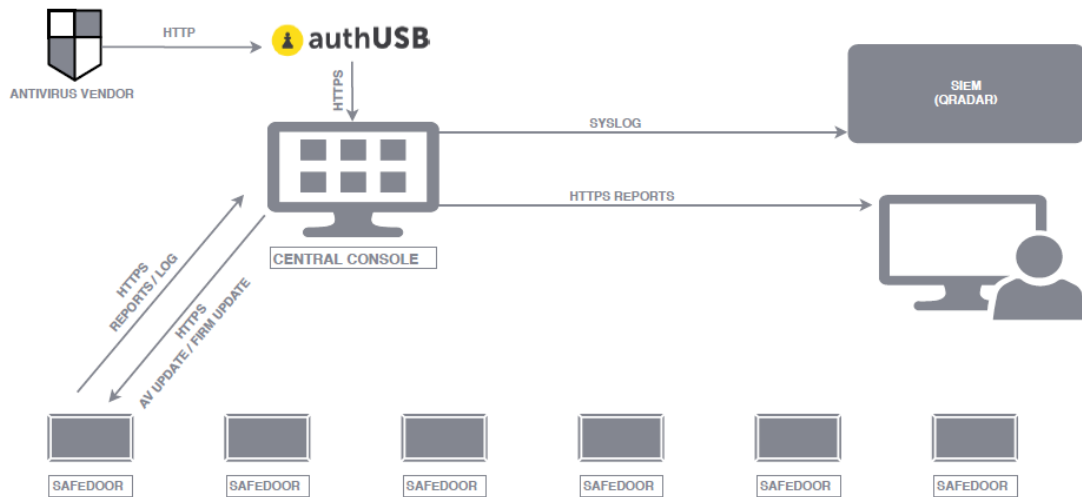 HTTP
authUSB
ANTIVIRUS VENDOR
HTTPS
SIEM
(QRADAR)
SYSLOG
HTTPS REPORTS
CENTRAL CONSOLE
HTTPS
REPORTS / LOG
HTTPS
AV UPDATE / FIRM UPDATE
SAFEDOOR
SAFEDOOR
SAFEDOOR
SAFEDOOR
SAFEDOOR
SAFEDOOR